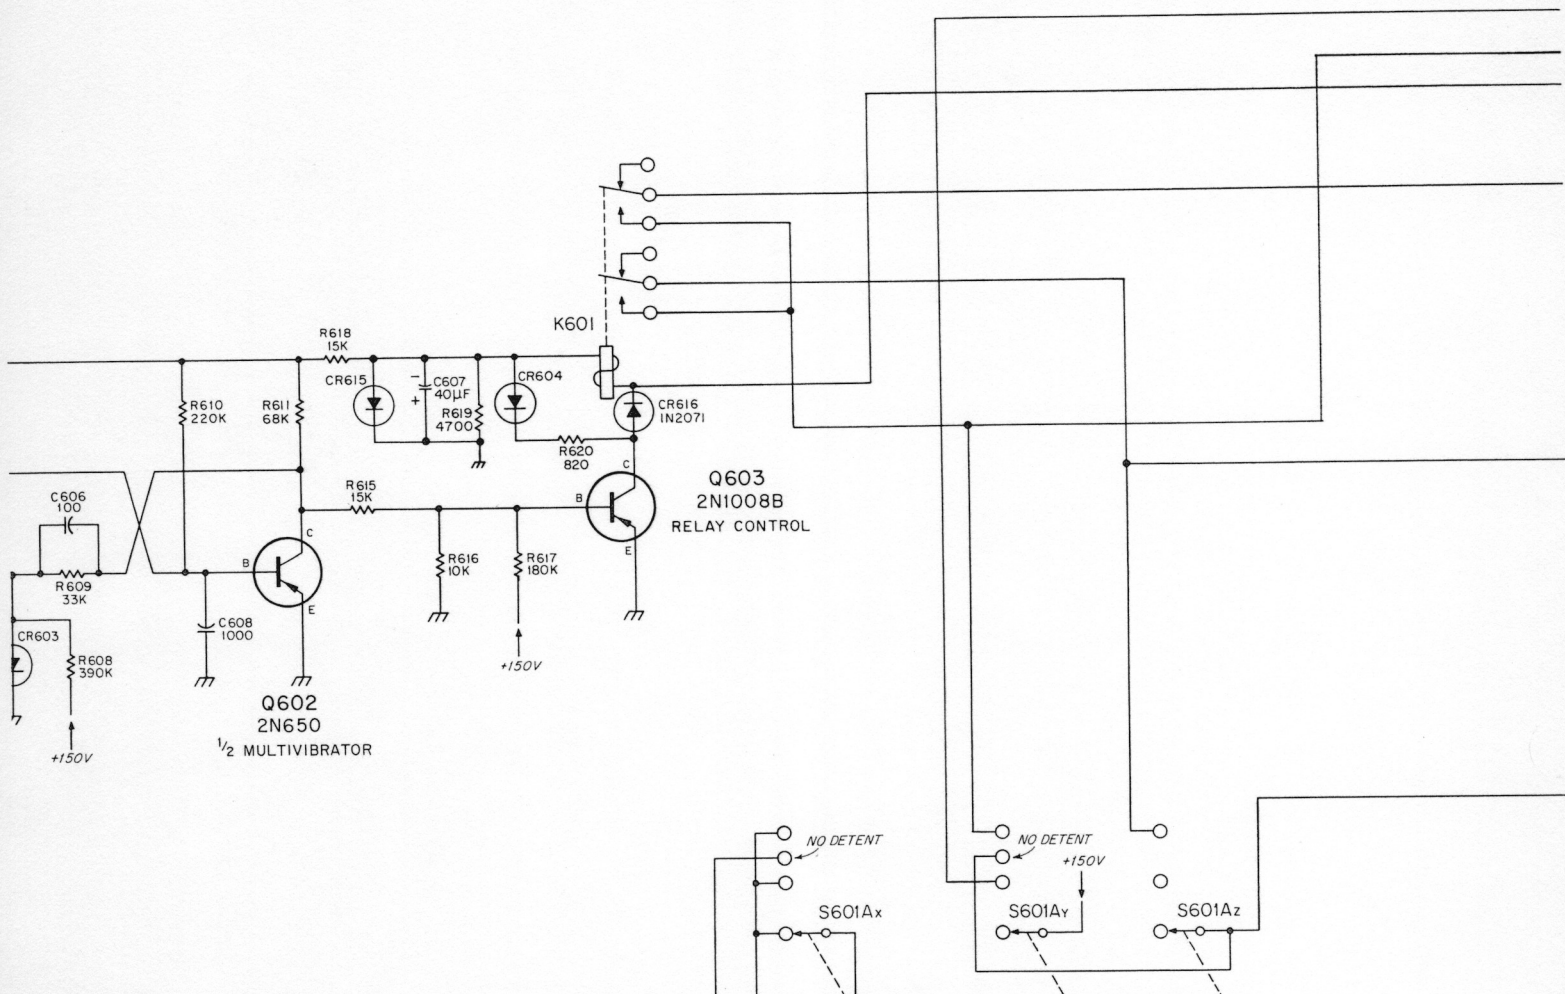 K601
R618
15K
CR615
−
+
C607
40µF
R619
4700
CR604
CR616
1N2071
R610
220K
R611
68K
R620
820
C
Q603
2N1008B
RELAY CONTROL
B
E
R615
15K
C606
100
R609
33K
C
B
E
R616
10K
R617
180K
+150V
C608
1000
CR603
R608
390K
+150V
Q602
2N650
1/2 MULTIVIBRATOR
NO DETENT
NO DETENT
+150V
S601AX
S601AY
S601AZ